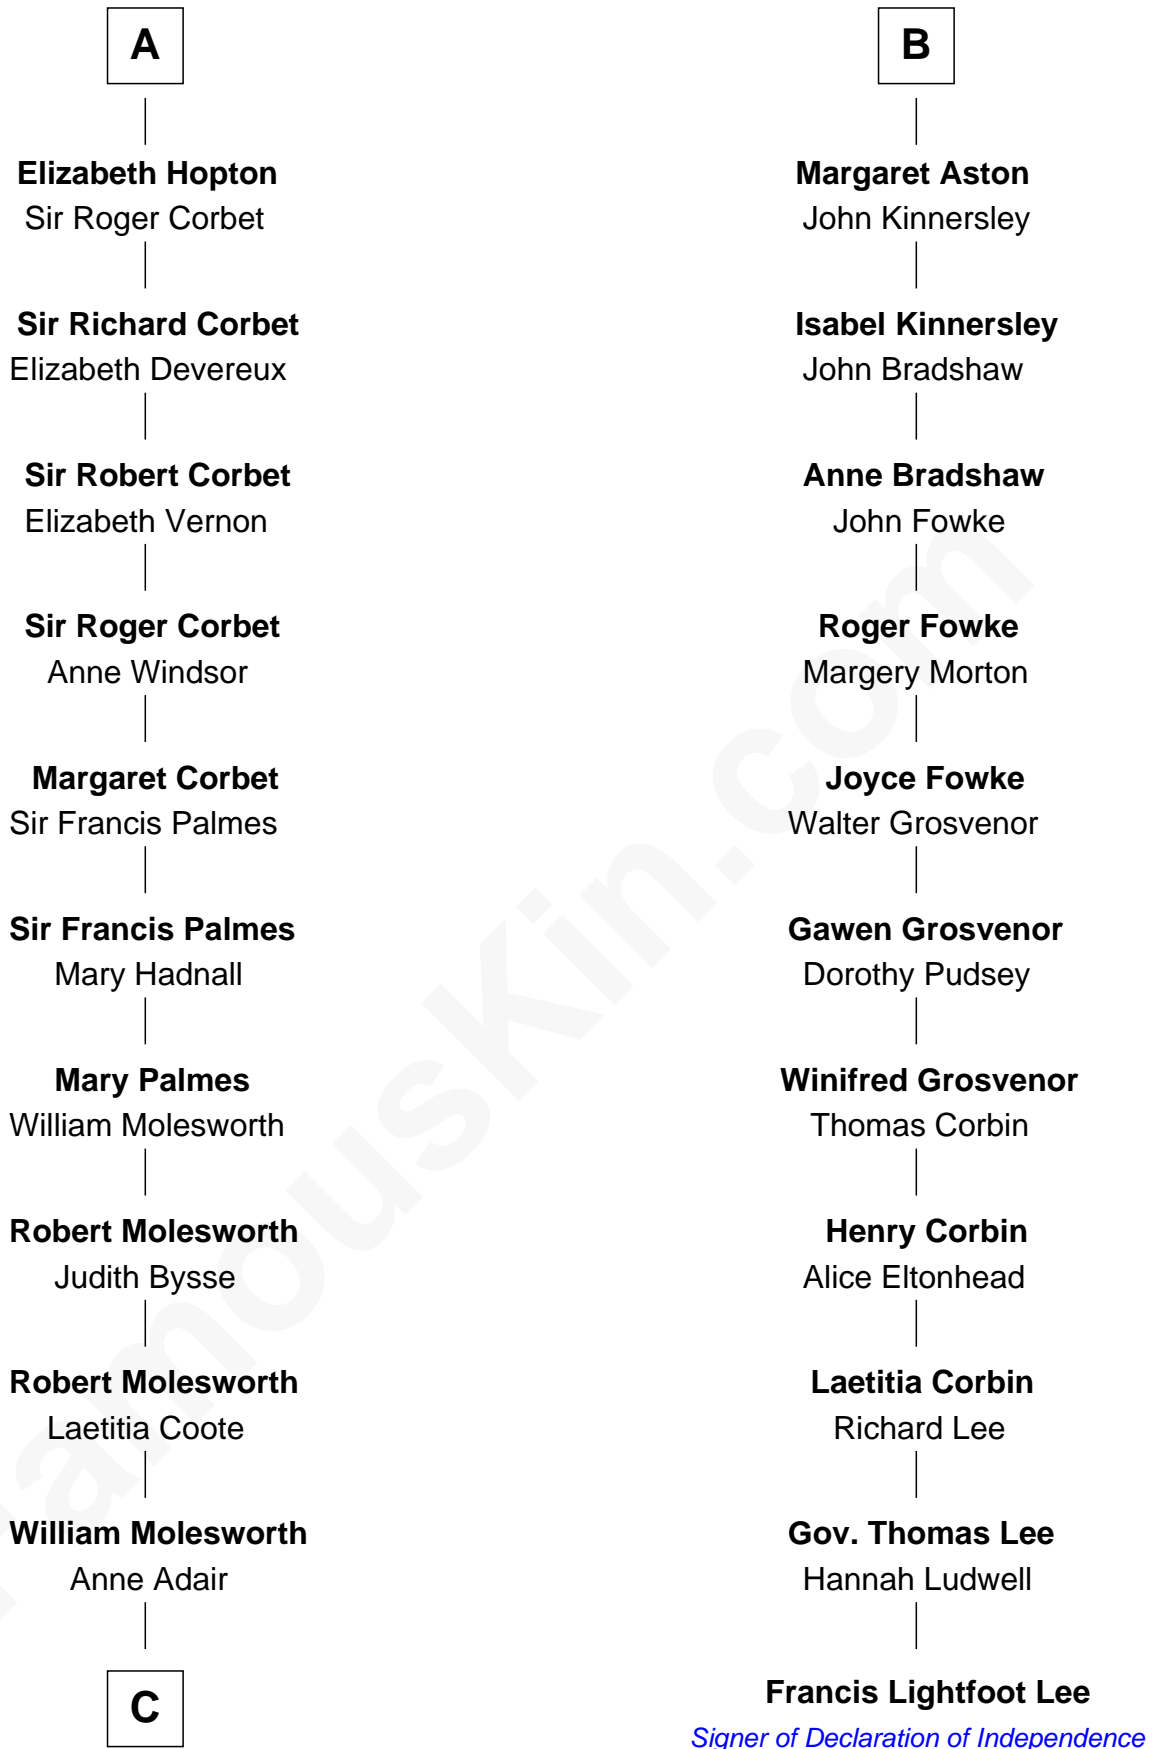 A
Elizabeth Hopton
Sir Roger Corbet
Sir Richard Corbet
Elizabeth Devereux
Sir Robert Corbet
Elizabeth Vernon
Sir Roger Corbet
Anne Windsor
Margaret Corbet
Sir Francis Palmes
Sir Francis Palmes
Mary Hadnall
Mary Palmes
William Molesworth
Robert Molesworth
Judith Bysse
Robert Molesworth
Laetitia Coote
William Molesworth
Anne Adair
C
B
Margaret Aston
John Kinnersley
Isabel Kinnersley
John Bradshaw
Anne Bradshaw
John Fowke
Roger Fowke
Margery Morton
Joyce Fowke
Walter Grosvenor
Gawen Grosvenor
Dorothy Pudsey
Winifred Grosvenor
Thomas Corbin
Henry Corbin
Alice Eltonhead
Laetitia Corbin
Richard Lee
Gov. Thomas Lee
Hannah Ludwell
Francis Lightfoot Lee
Signer of Declaration of Independence
FamousKin.com